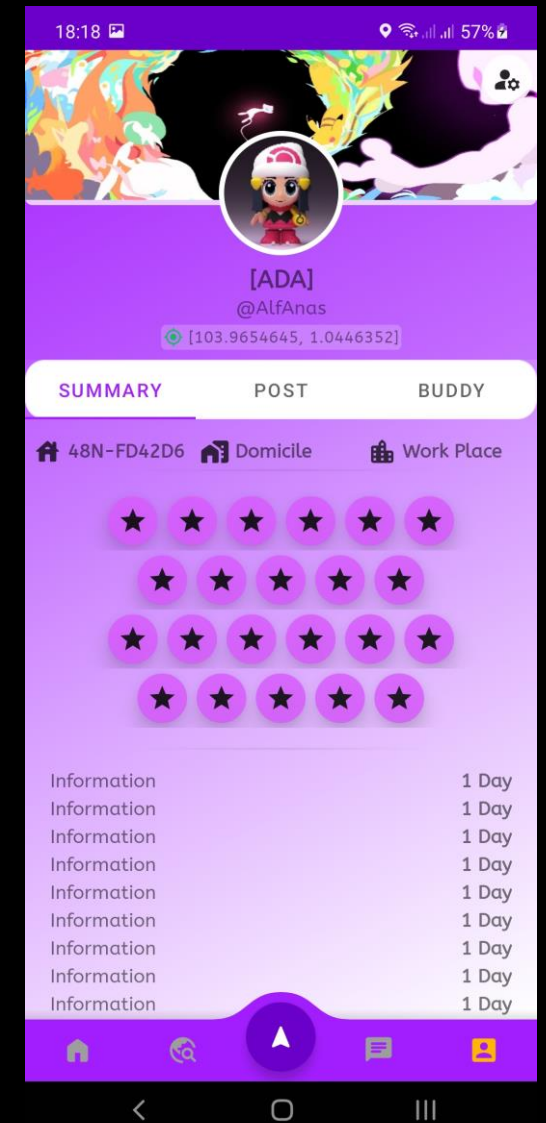 18:18 57%
[ADA]
@AlfAnas
[103.9654645, 1.0446352]
SUMMARY POST BUDDY
48N-FD42D6 Domicile Work Place
Information 1 Day
Information 1 Day
Information 1 Day
Information 1 Day
Information 1 Day
Information 1 Day
Information 1 Day
Information 1 Day
Information 1 Day